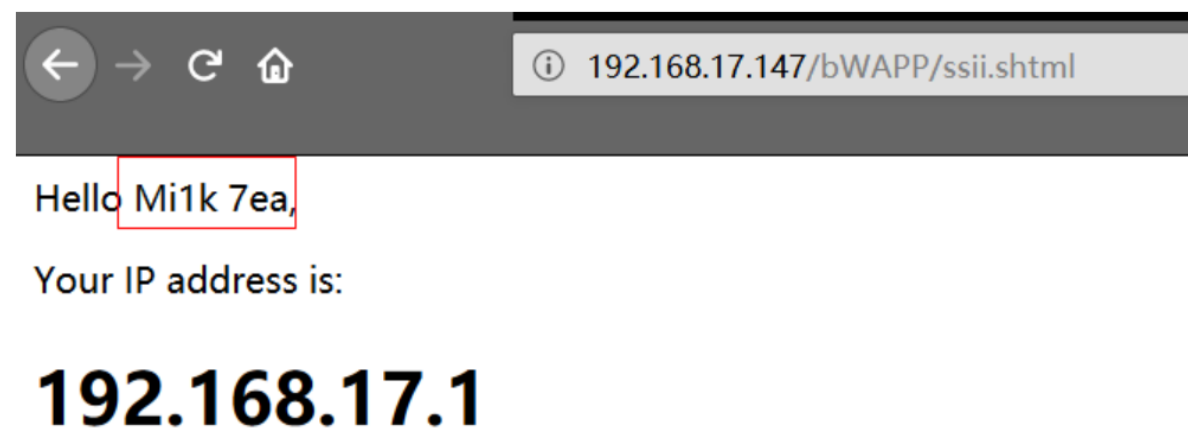 192.168.17.147/bWAPP/ssii.shtml
Hello Mi1k 7ea,
Your IP address is:
192.168.17.1